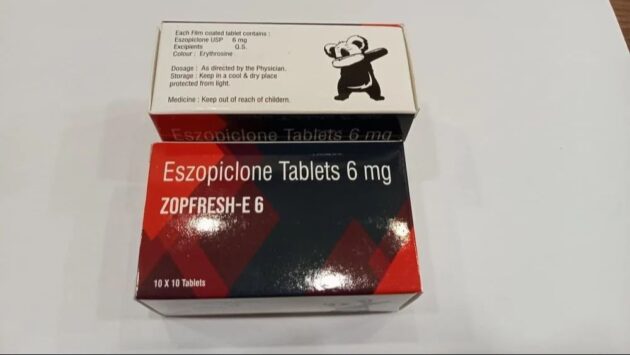 Each Film coated tablet contains :
Eszopiclone USP 6 mg
Excipients Q.S.
Colour : Erythrosine
Dosage : As directed by the Physician.
Storage : Keep in a cool & dry place
protected from light.
Medicine : Keep out of reach of childern.
Eszopiclone Tablets 6 mg
Eszopiclone Tablets 6 mg
ZOPFRESH-E 6
10 X 10 Tablets